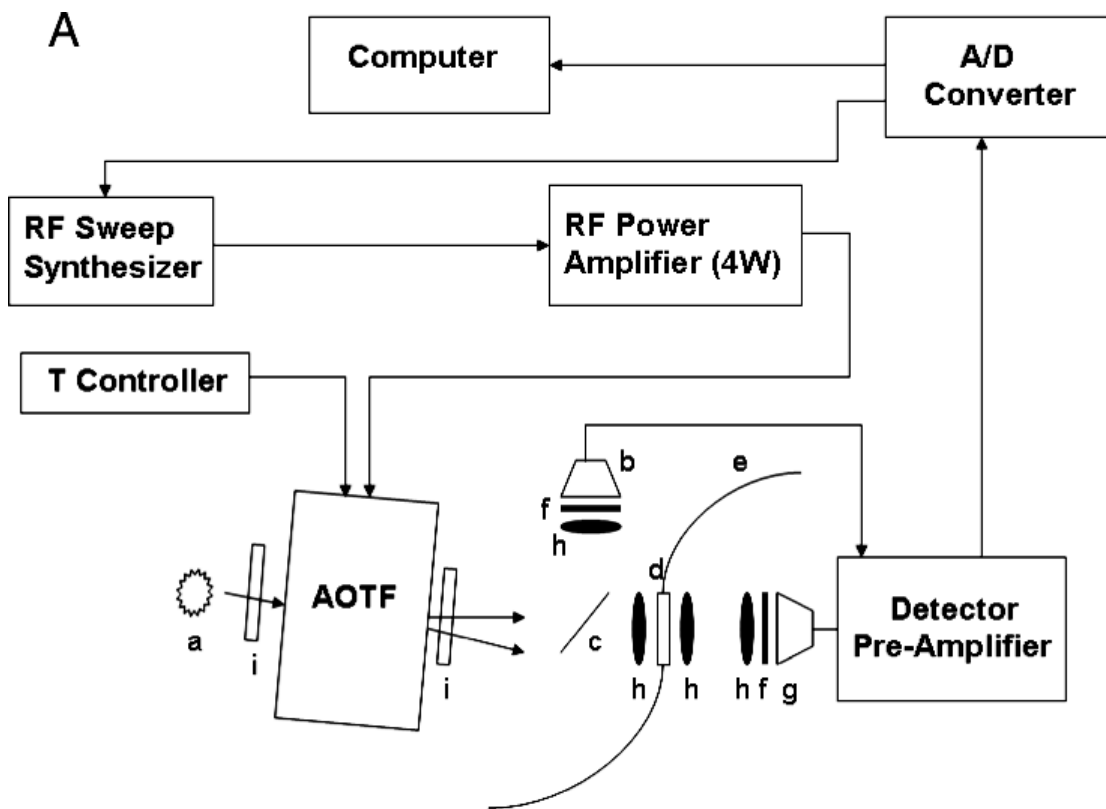 A
Computer
A/D
Converter
RF Sweep
Synthesizer
RF Power
Amplifier (4W)
T Controller
b
e
f
h
d
AOTF
Detector
Pre-Amplifier
a
i
i
c
h
h
h
f
g